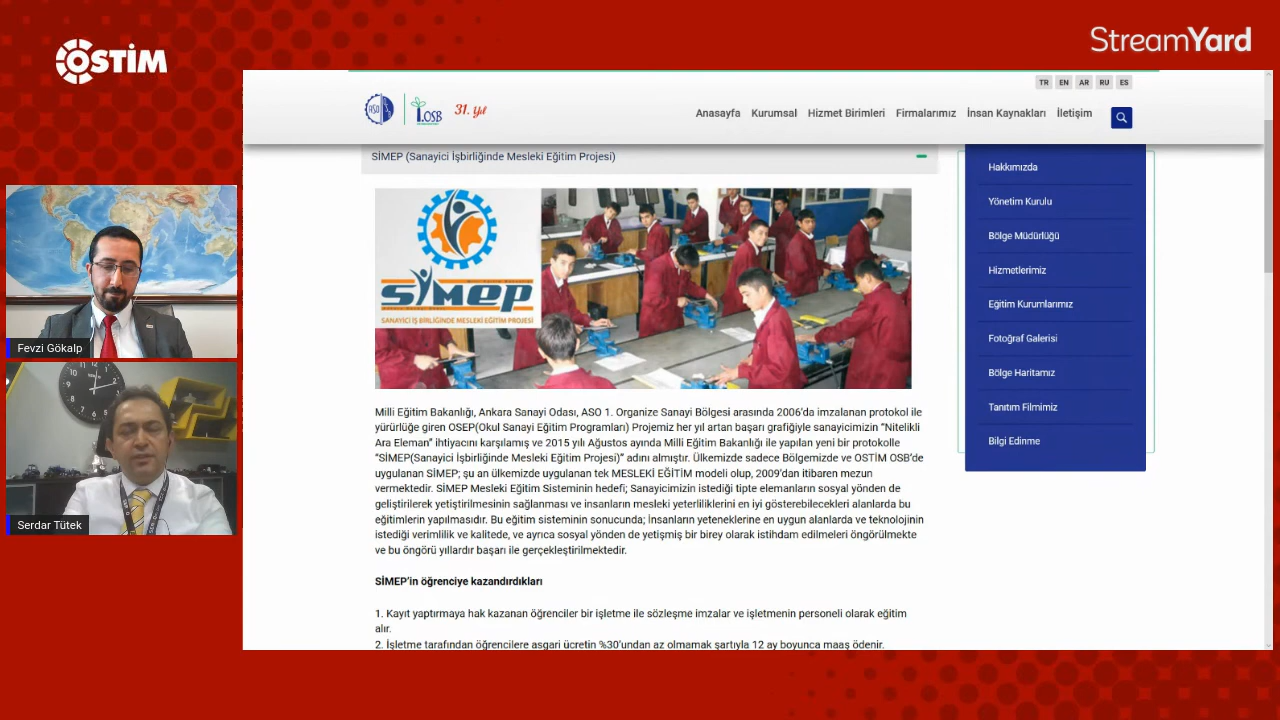 OSTİM
StreamYard
TR EN AR RU ES
ASO
1.OSB
31. yıl
Anasayfa Kurumsal Hizmet Birimleri Firmalarımız İnsan Kaynakları İletişim
SİMEP (Sanayici İşbirliğinde Mesleki Eğitim Projesi)
SİMEP
SANAYİCİ İŞ BİRLİĞİNDE MESLEKİ EĞİTİM PROJESİ
Milli Eğitim Bakanlığı, Ankara Sanayi Odası, ASO 1. Organize Sanayi Bölgesi arasında 2006’da imzalanan protokol ile
yürürlüğe giren OSEP(Okul Sanayi Eğitim Programları) Projemiz her yıl artan başarı grafiğiyle sanayicimizin “Nitelikli
Ara Eleman” ihtiyacını karşılamış ve 2015 yılı Ağustos ayında Milli Eğitim Bakanlığı ile yapılan yeni bir protokolle
“SİMEP(Sanayici İşbirliğinde Mesleki Eğitim Projesi)” adını almıştır. Ülkemizde sadece Bölgemizde ve OSTİM OSB’de
uygulanan SİMEP; şu an ülkemizde uygulanan tek MESLEKİ EĞİTİM modeli olup, 2009’dan itibaren mezun
vermektedir. SİMEP Mesleki Eğitim Sisteminin hedefi; Sanayicimizin istediği tipte elemanların sosyal yönden de
geliştirilerek yetiştirilmesinin sağlanması ve insanların mesleki yeterliliklerini en iyi gösterebilecekleri alanlarda bu
eğitimlerin yapılmasıdır. Bu eğitim sisteminin sonucunda; İnsanların yeteneklerine en uygun alanlarda ve teknolojinin
istediği verimlilik ve kalitede, ve ayrıca sosyal yönden de yetişmiş bir birey olarak istihdam edilmeleri öngörülmekte
ve bu öngörü yıllardır başarı ile gerçekleştirilmektedir.
SİMEP’in öğrenciye kazandırdıkları
1. Kayıt yaptırmaya hak kazanan öğrenciler bir işletme ile sözleşme imzalar ve işletmenin personeli olarak eğitim
alır.
2. İşletme tarafından öğrencilere asgari ücretin %30’undan az olmamak şartıyla 12 ay boyunca maaş ödenir.
Hakkımızda
Yönetim Kurulu
Bölge Müdürlüğü
Hizmetlerimiz
Eğitim Kurumlarımız
Fotoğraf Galerisi
Bölge Haritamız
Tanıtım Filmimiz
Bilgi Edinme
Fevzi Gökalp
Serdar Tütek